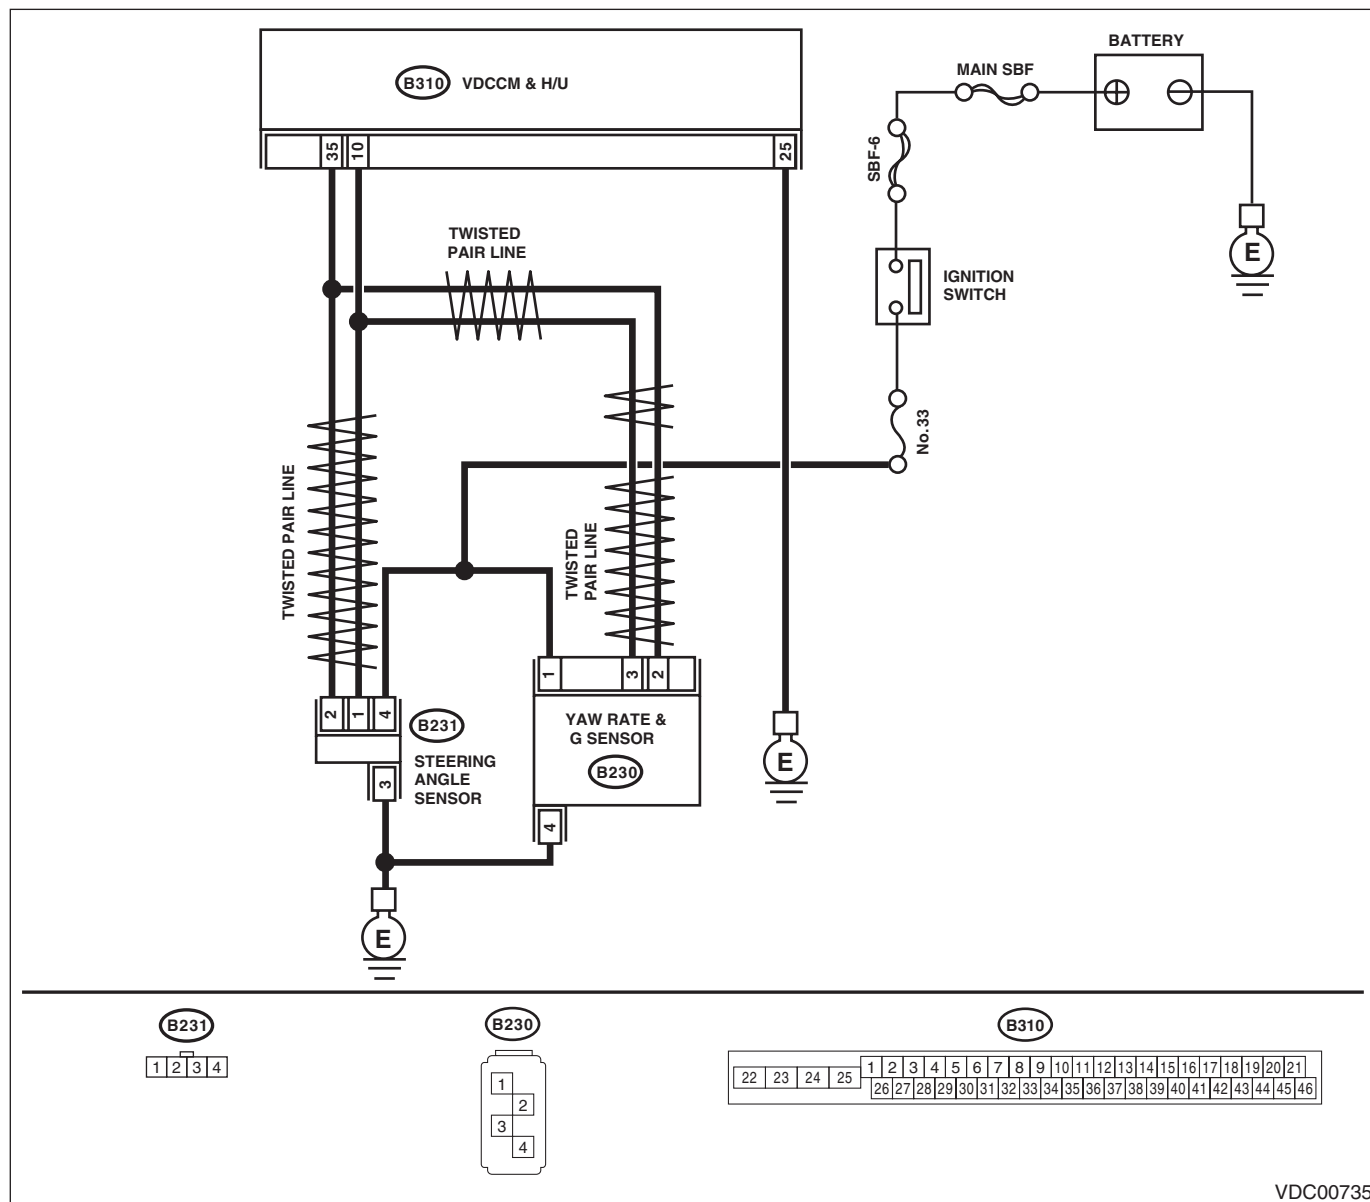 BATTERY
MAIN SBF
B310 VDCCM & H/U
35 10 25
SBF-6
TWISTED
PAIR LINE
E
IGNITION
SWITCH
No.33
TWISTED PAIR LINE
TWISTED
PAIR LINE
1 3 2
2 1 4
B231
YAW RATE &
G SENSOR
B230
STEERING
ANGLE
SENSOR
E
3
4
E
B231
1 2 3 4
B230
1
2
3
4
B310
22 23 24 25
1 2 3 4 5 6 7 8 9 10 11 12 13 14 15 16 17 18 19 20 21
26 27 28 29 30 31 32 33 34 35 36 37 38 39 40 41 42 43 44 45 46
VDC00735